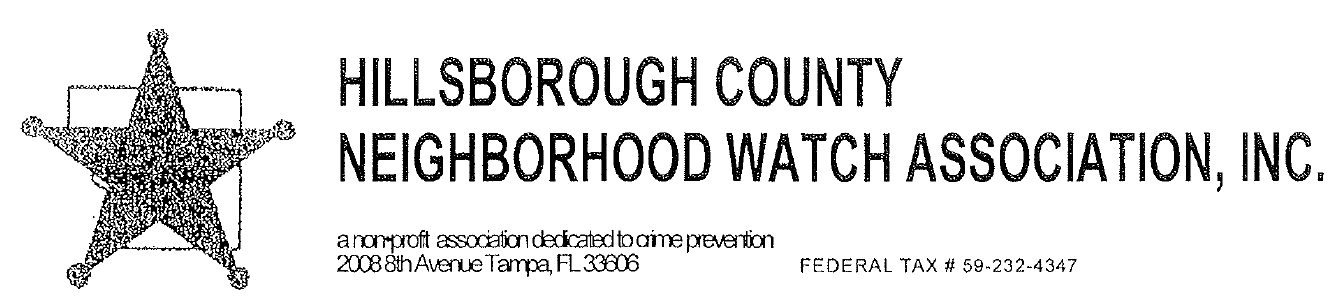 HILLSBOROUGH COUNTY
NEIGHBORHOOD WATCH ASSOCIATION, INC.
a non-profit association dedicated to crime prevention
2008 8th Avenue Tampa, FL 33606
FEDERAL TAX # 59-232-4347